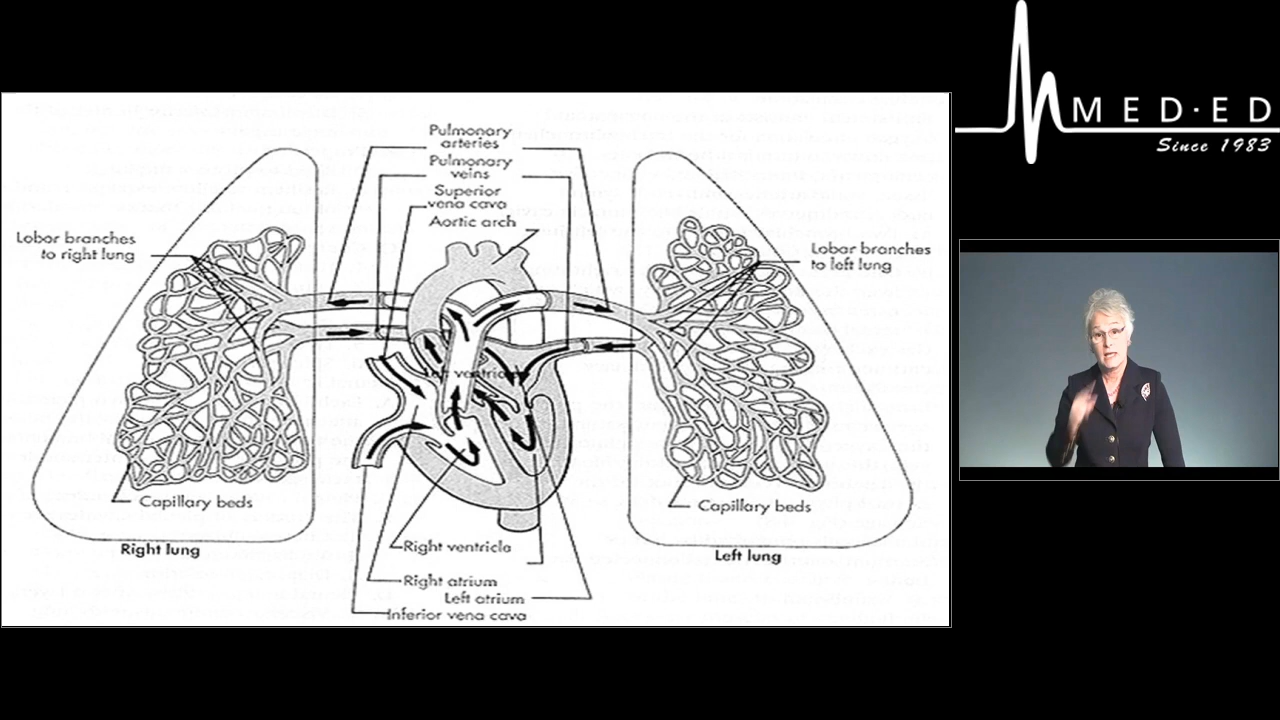 MED·ED
Since 1983
Pulmonary
arteries
Pulmonary
veins
Superior
vena cava
Aortic arch
Lobar branches
to right lung
Lobar branches
to left lung
ventricle
Capillary beds
Capillary beds
Right lung
Left lung
Right ventricle
Right atrium
Left atrium
Inferior vena cava